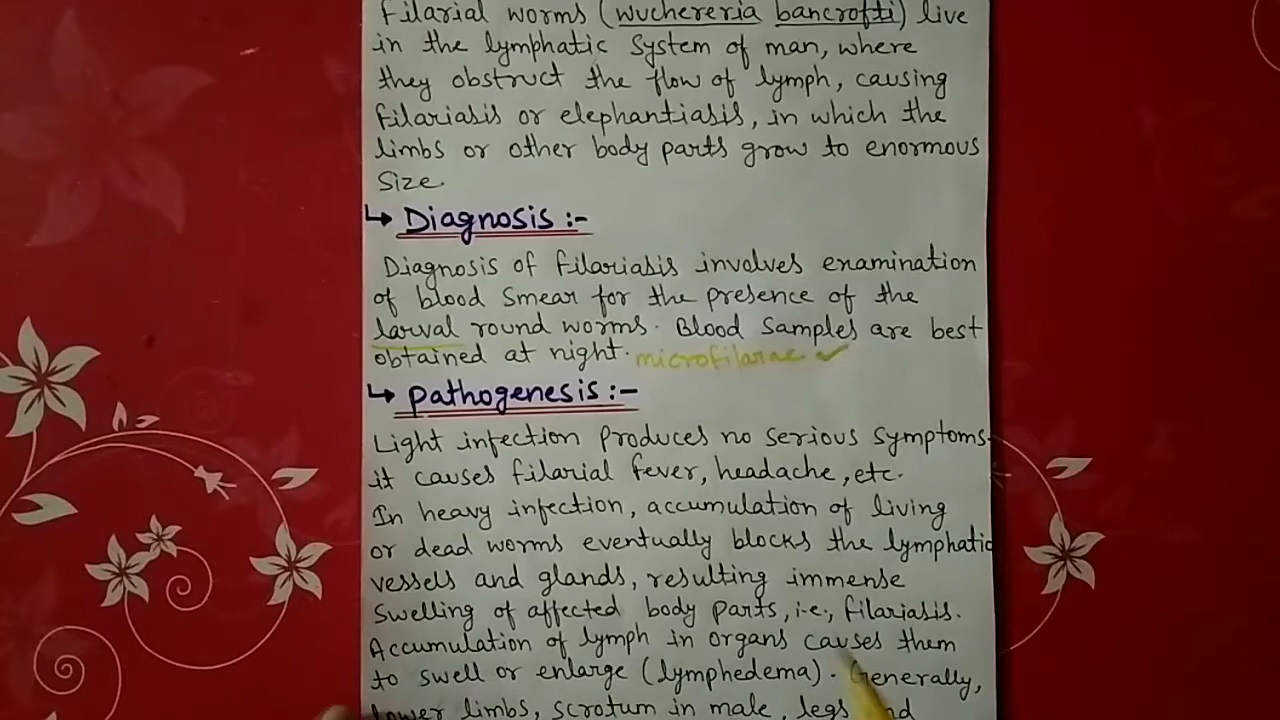 Filarial worms (Wuchereria bancrofti) live
in the lymphatic System of man, where
they obstruct the flow of lymph, causing
filariasis or elephantiasis, in which the
limbs or other body parts grow to enormous
Size.
↳ Diagnosis :-
Diagnosis of filariasis involves examination
of blood smear for the presence of the
larval round worms. Blood samples are best
obtained at night. microfilarae ✓
↳ Pathogenesis :-
Light infection produces no serious symptoms.
it causes filarial fever, headache, etc.
In heavy infection, accumulation of living
or dead worms eventually blocks the lymphatic
vessels and glands, resulting immense
swelling of affected body parts, i.e., filariasis.
Accumulation of lymph in organs causes them
to swell or enlarge (lymphedema). Generally,
lower limbs, scrotum in male, legs and